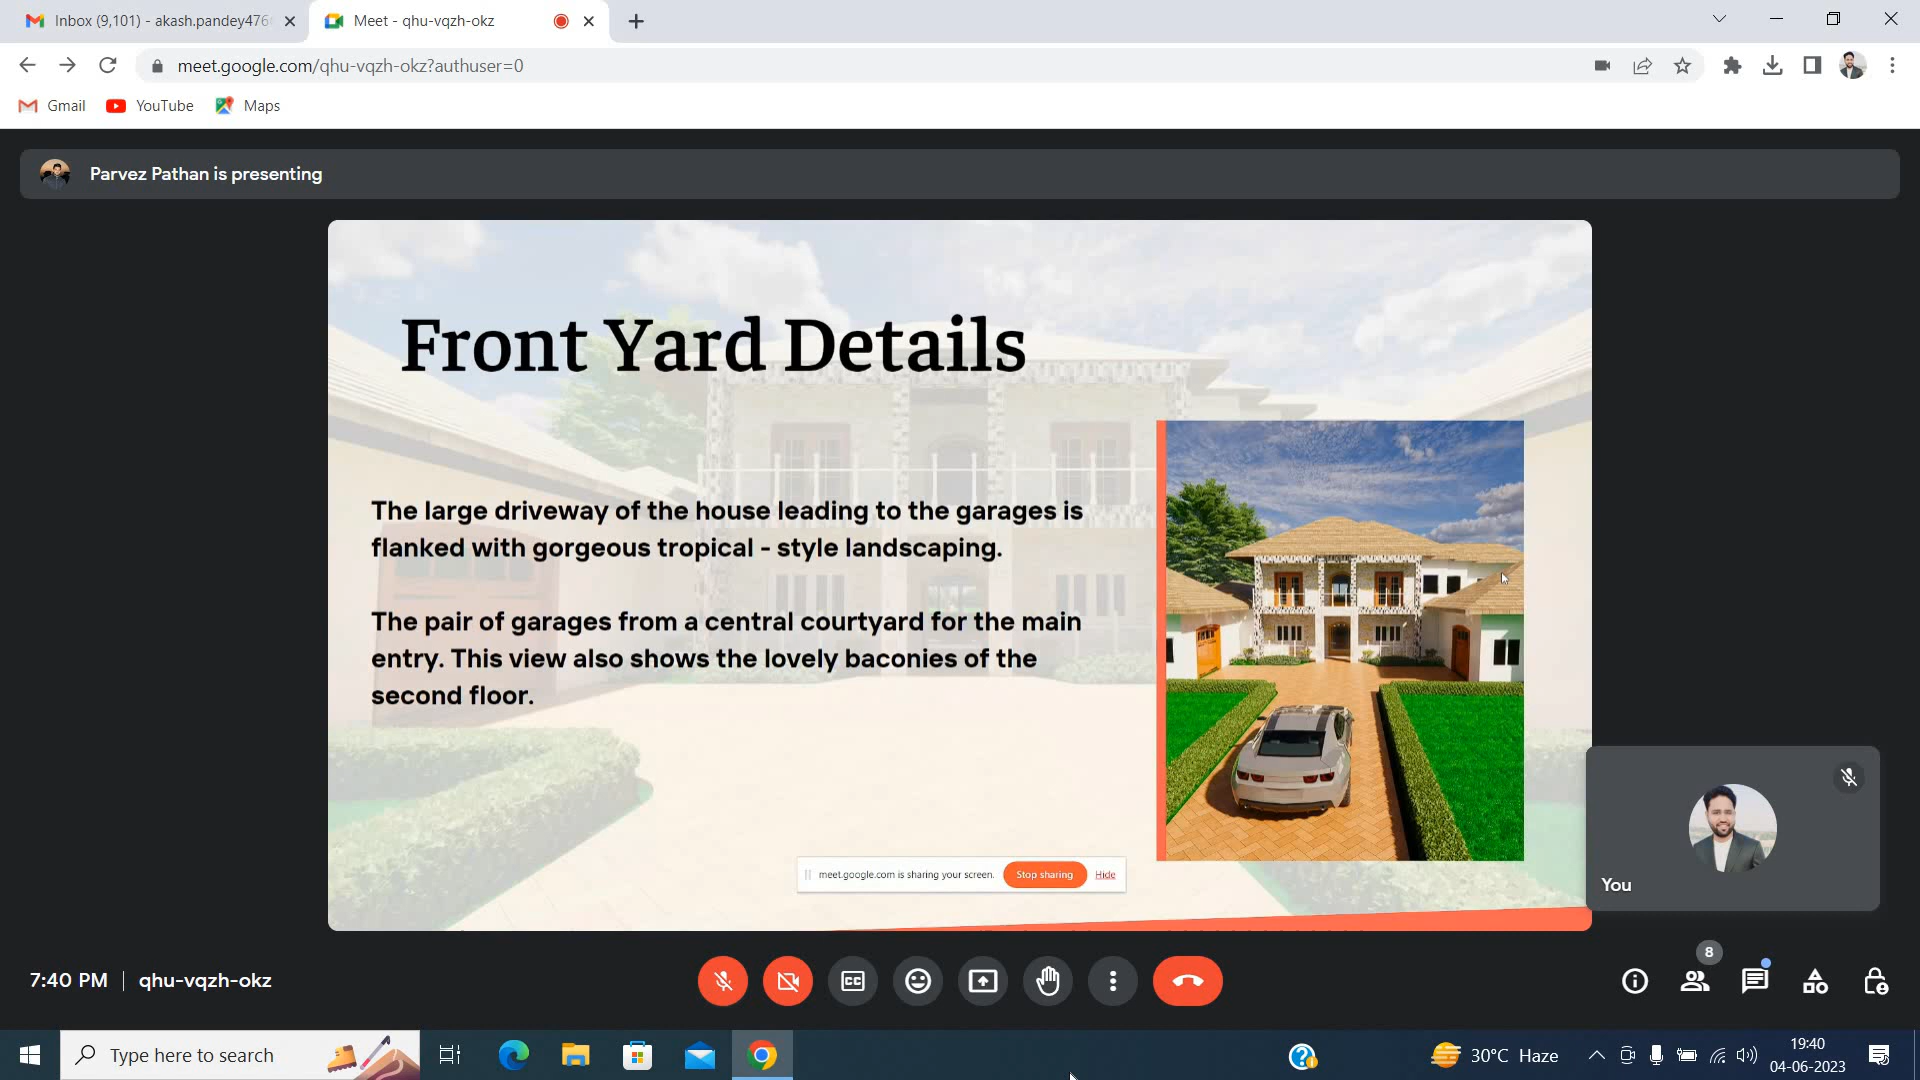 Inbox (9,101) - akash.pandey476
Meet - qhu-vqzh-okz
meet.google.com/qhu-vqzh-okz?authuser=0
Gmail
YouTube
Maps
Parvez Pathan is presenting
Front Yard Details
The large driveway of the house leading to the garages is
flanked with gorgeous tropical - style landscaping.
The pair of garages from a central courtyard for the main
entry. This view also shows the lovely baconies of the
second floor.
meet.google.com is sharing your screen.
Stop sharing
Hide
You
7:40 PM
qhu-vqzh-okz
CC
8
Type here to search
30°C Haze
19:40
04-06-2023